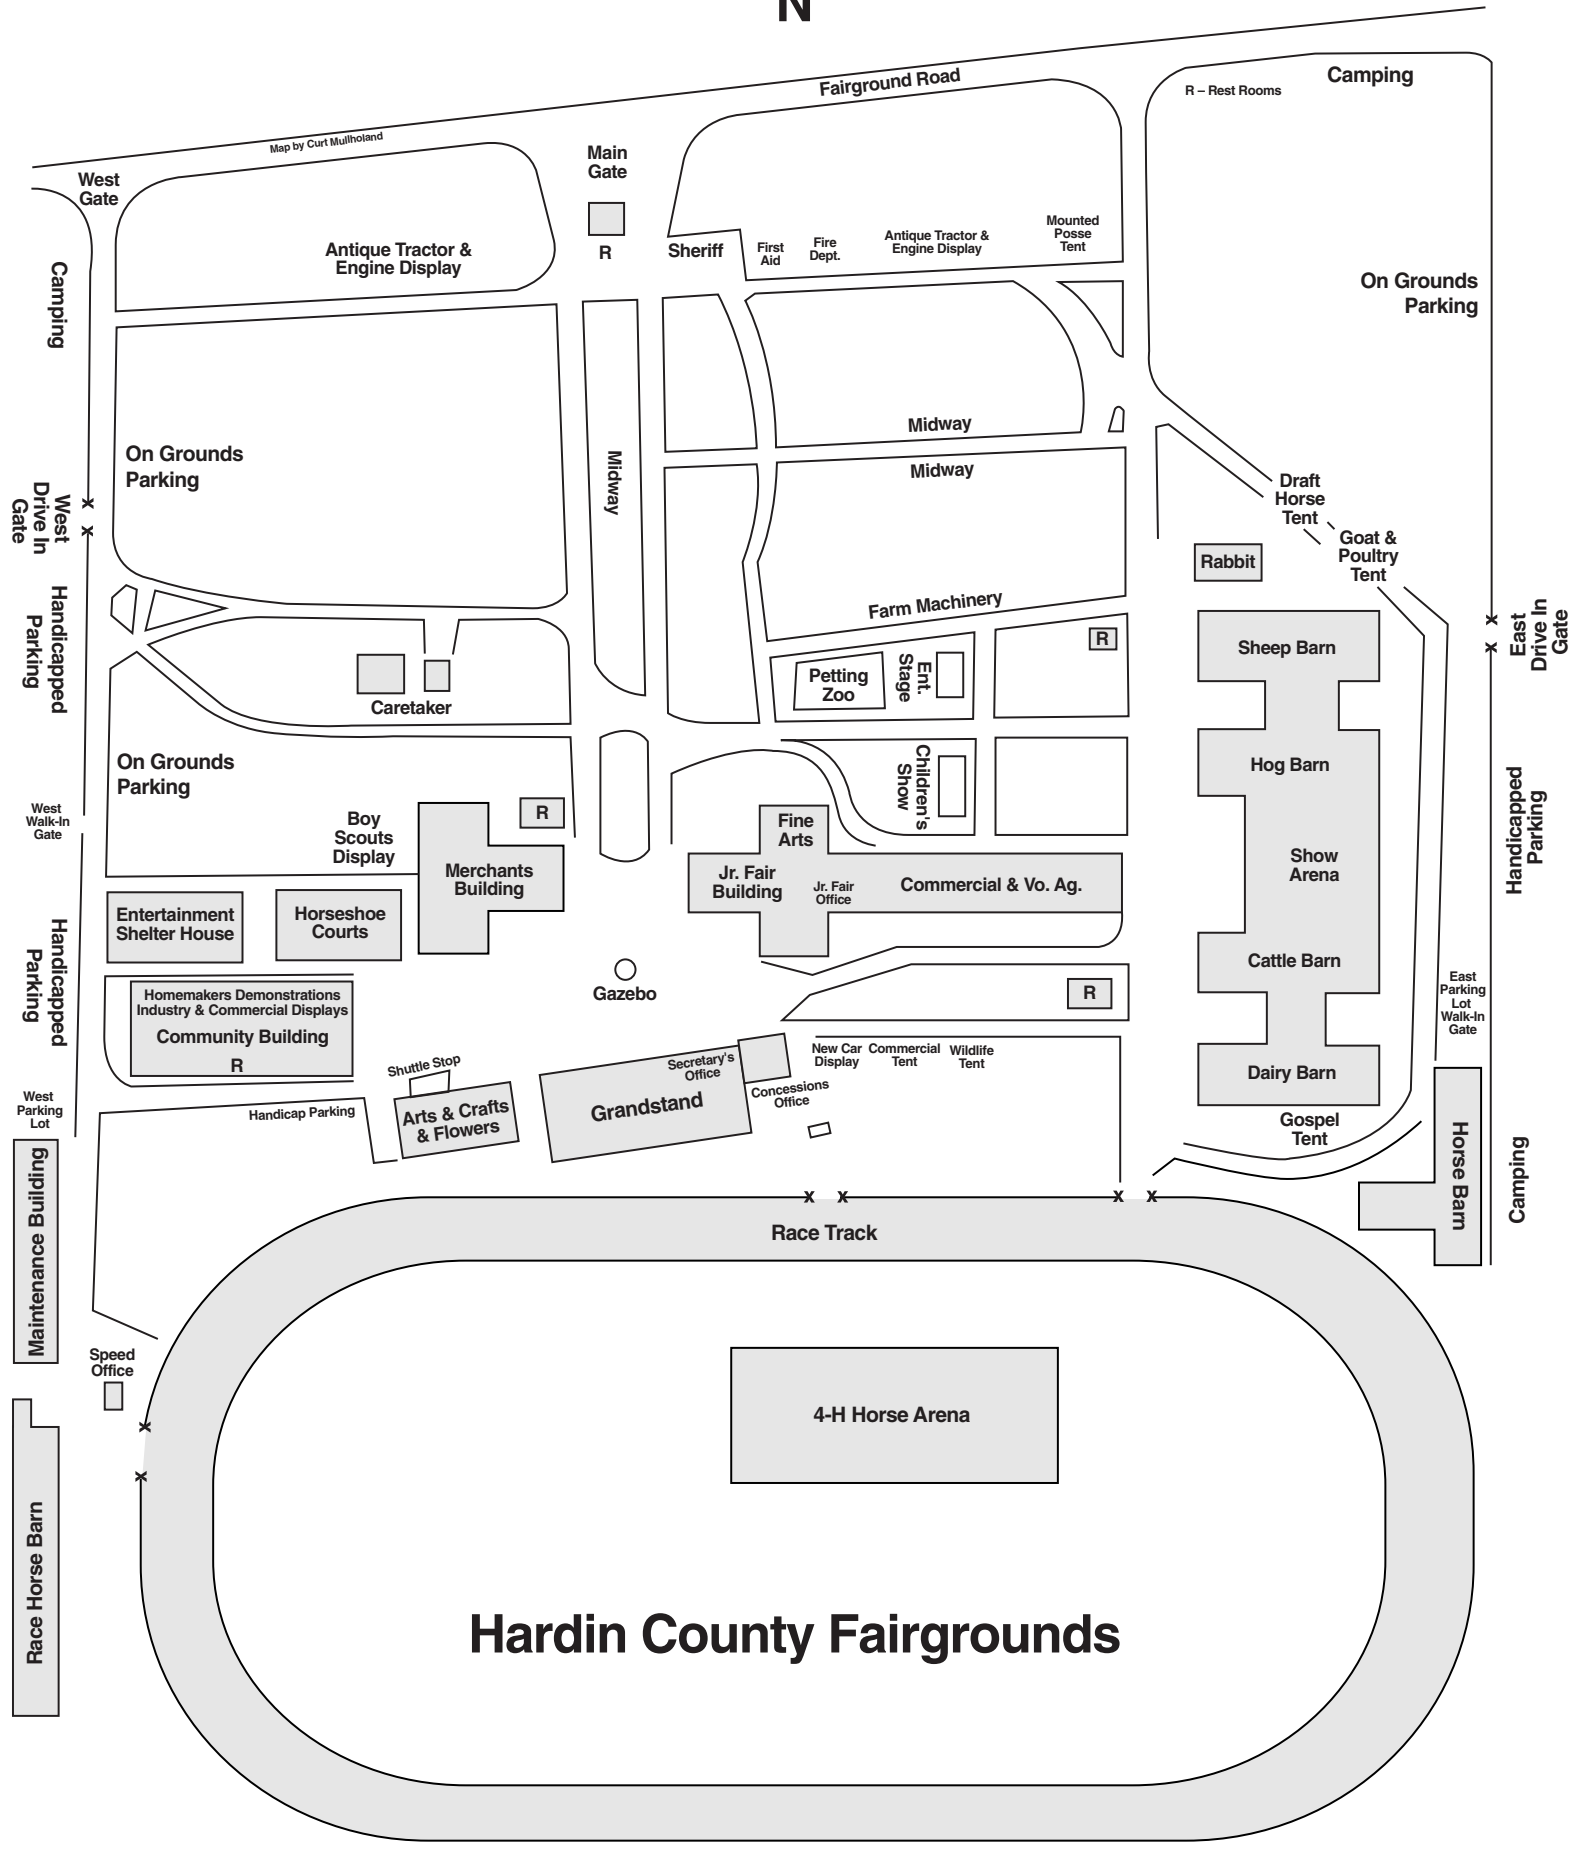 N
Fairground Road
Camping
R – Rest Rooms
Map by Curt Mullholand
Main
Gate
West
Gate
R
Sheriff
First
Aid
Fire
Dept.
Antique Tractor &
Engine Display
Mounted
Posse
Tent
Antique Tractor &
Engine Display
Camping
On Grounds
Parking
On Grounds
Parking
Midway
Midway
Midway
West
Drive In
Gate
Draft
Horse
Tent
Goat &
Poultry
Tent
Rabbit
Handicapped
Parking
Farm Machinery
R
East
Drive In
Gate
Sheep Barn
Petting
Zoo
Ent.
Stage
Caretaker
On Grounds
Parking
Children's
Show
Hog Barn
West
Walk-In
Gate
Boy
Scouts
Display
R
Fine
Arts
Handicapped
Parking
Merchants
Building
Jr. Fair
Building
Jr. Fair
Office
Commercial & Vo. Ag.
Show
Arena
Entertainment
Shelter House
Horseshoe
Courts
Handicapped
Parking
Cattle Barn
Gazebo
R
East
Parking
Lot
Walk-In
Gate
Homemakers Demonstrations
Industry & Commercial Displays
Community Building
R
Shuttle Stop
Secretary's
Office
New Car
Display
Commercial
Tent
Wildlife
Tent
Dairy Barn
Concessions
Office
West
Parking
Lot
Handicap Parking
Arts & Crafts
& Flowers
Grandstand
Gospel
Tent
Horse Barn
Camping
Maintenance Building
Race Track
Speed
Office
4-H Horse Arena
Race Horse Barn
Hardin County Fairgrounds